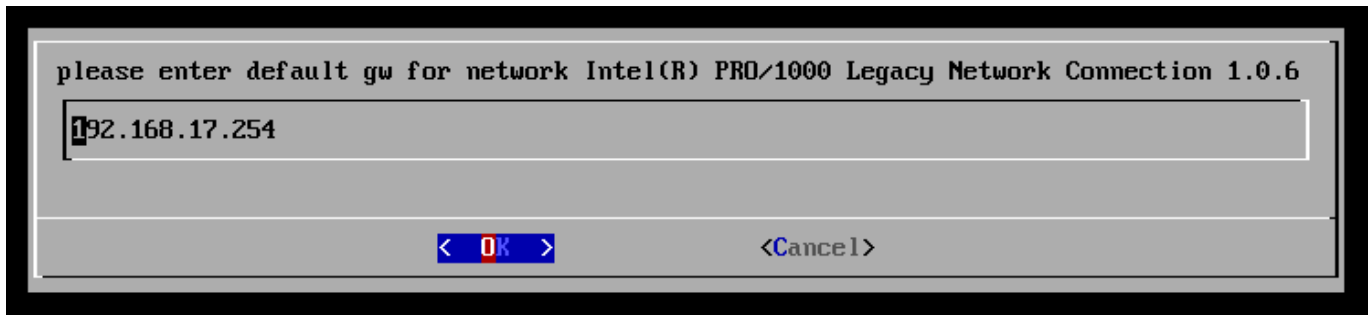 please enter default gw for network Intel(R) PRO/1000 Legacy Network Connection 1.0.6
192.168.17.254
< OK > <Cancel>